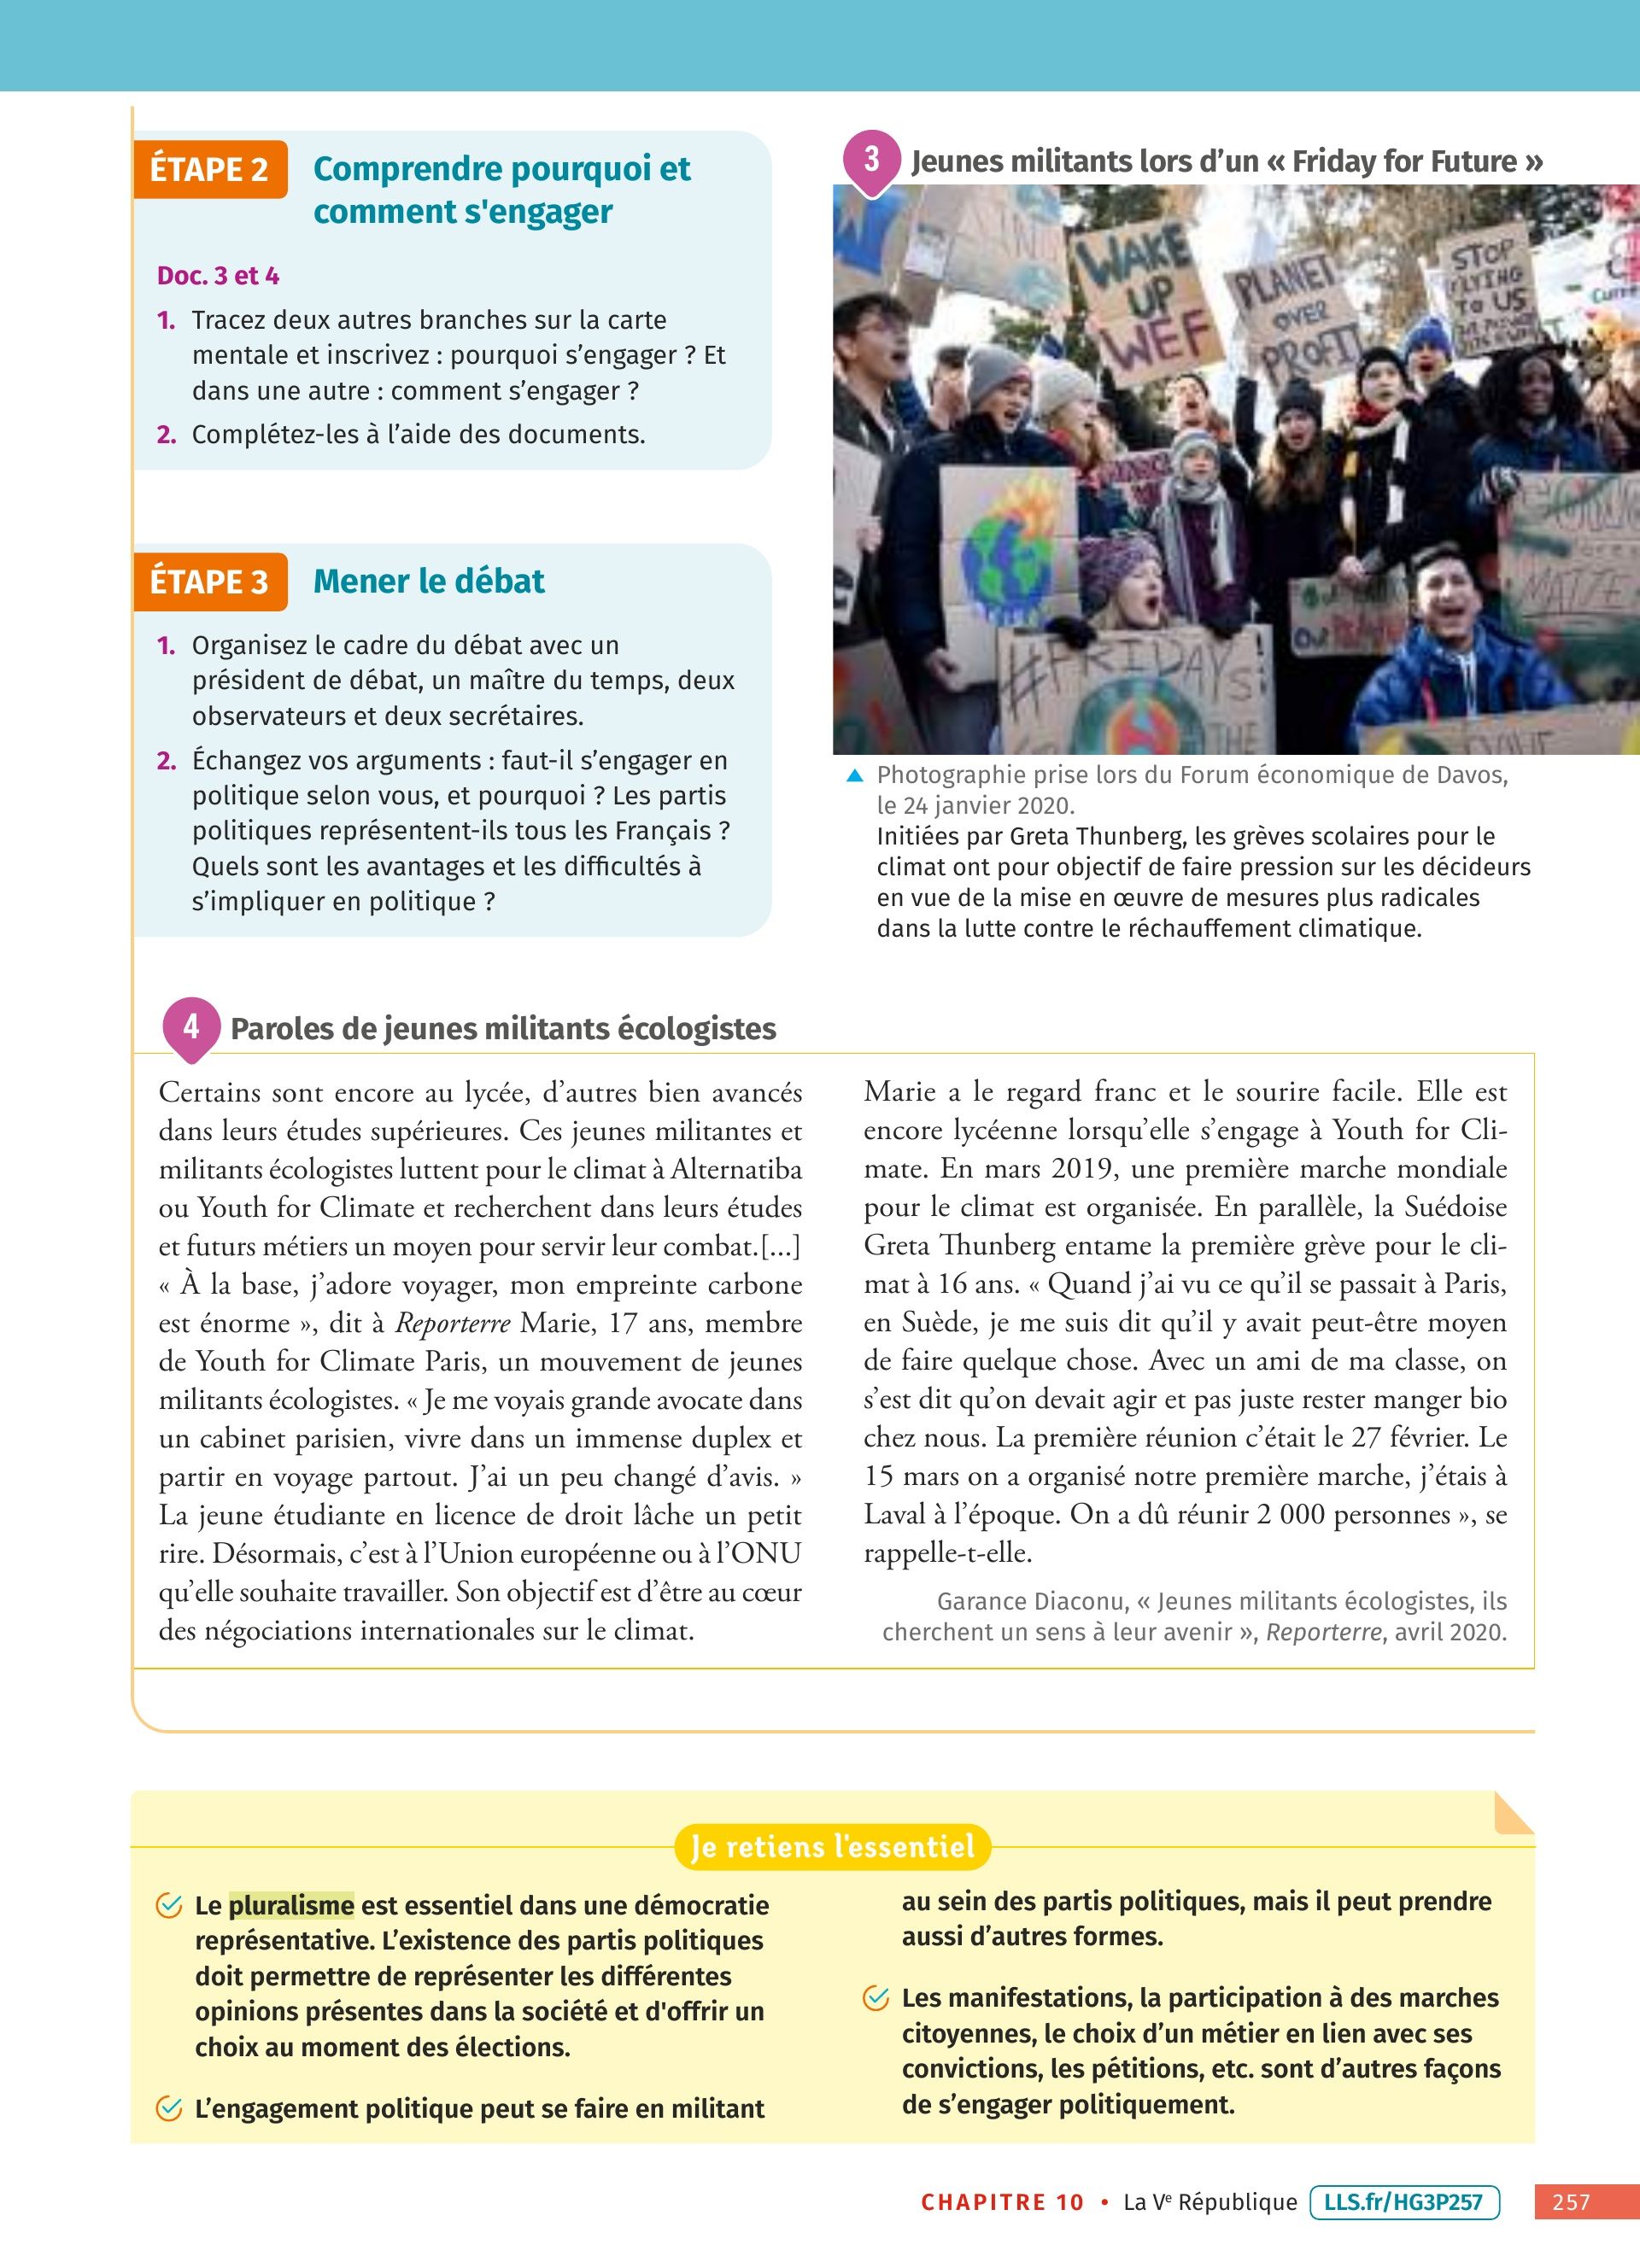 ÉTAPE 2
Comprendre pourquoi et
comment s'engager
Doc. 3 et 4
1. Tracez deux autres branches sur la carte
mentale et inscrivez : pourquoi s’engager ? Et
dans une autre : comment s’engager ?
2. Complétez-les à l’aide des documents.
ÉTAPE 3
Mener le débat
1. Organisez le cadre du débat avec un
président de débat, un maître du temps, deux
observateurs et deux secrétaires.
2. Échangez vos arguments : faut-il s’engager en
politique selon vous, et pourquoi ? Les partis
politiques représentent-ils tous les Français ?
Quels sont les avantages et les difficultés à
s’impliquer en politique ?
3 Jeunes militants lors d’un « Friday for Future »
WAKE
UP
WEF
PLANET
OVER
PROFIT
STOP
LYING
TO US
#FRIDAYS
▲ Photographie prise lors du Forum économique de Davos,
le 24 janvier 2020.
Initiées par Greta Thunberg, les grèves scolaires pour le
climat ont pour objectif de faire pression sur les décideurs
en vue de la mise en œuvre de mesures plus radicales
dans la lutte contre le réchauffement climatique.
4 Paroles de jeunes militants écologistes
Certains sont encore au lycée, d’autres bien avancés
dans leurs études supérieures. Ces jeunes militantes et
militants écologistes luttent pour le climat à Alternatiba
ou Youth for Climate et recherchent dans leurs études
et futurs métiers un moyen pour servir leur combat.[...]
« À la base, j’adore voyager, mon empreinte carbone
est énorme », dit à Reporterre Marie, 17 ans, membre
de Youth for Climate Paris, un mouvement de jeunes
militants écologistes. « Je me voyais grande avocate dans
un cabinet parisien, vivre dans un immense duplex et
partir en voyage partout. J’ai un peu changé d’avis. »
La jeune étudiante en licence de droit lâche un petit
rire. Désormais, c’est à l’Union européenne ou à l’ONU
qu’elle souhaite travailler. Son objectif est d’être au cœur
des négociations internationales sur le climat.
Marie a le regard franc et le sourire facile. Elle est
encore lycéenne lorsqu’elle s’engage à Youth for Cli-
mate. En mars 2019, une première marche mondiale
pour le climat est organisée. En parallèle, la Suédoise
Greta Thunberg entame la première grève pour le cli-
mat à 16 ans. « Quand j’ai vu ce qu’il se passait à Paris,
en Suède, je me suis dit qu’il y avait peut-être moyen
de faire quelque chose. Avec un ami de ma classe, on
s’est dit qu’on devait agir et pas juste rester manger bio
chez nous. La première réunion c’était le 27 février. Le
15 mars on a organisé notre première marche, j’étais à
Laval à l’époque. On a dû réunir 2 000 personnes », se
rappelle-t-elle.
Garance Diaconu, « Jeunes militants écologistes, ils
cherchent un sens à leur avenir », Reporterre, avril 2020.
Je retiens l'essentiel
Le pluralisme est essentiel dans une démocratie
représentative. L’existence des partis politiques
doit permettre de représenter les différentes
opinions présentes dans la société et d'offrir un
choix au moment des élections.
L’engagement politique peut se faire en militant
au sein des partis politiques, mais il peut prendre
aussi d’autres formes.
Les manifestations, la participation à des marches
citoyennes, le choix d’un métier en lien avec ses
convictions, les pétitions, etc. sont d’autres façons
de s’engager politiquement.
CHAPITRE 10 • La Ve République LLS.fr/HG3P257 257